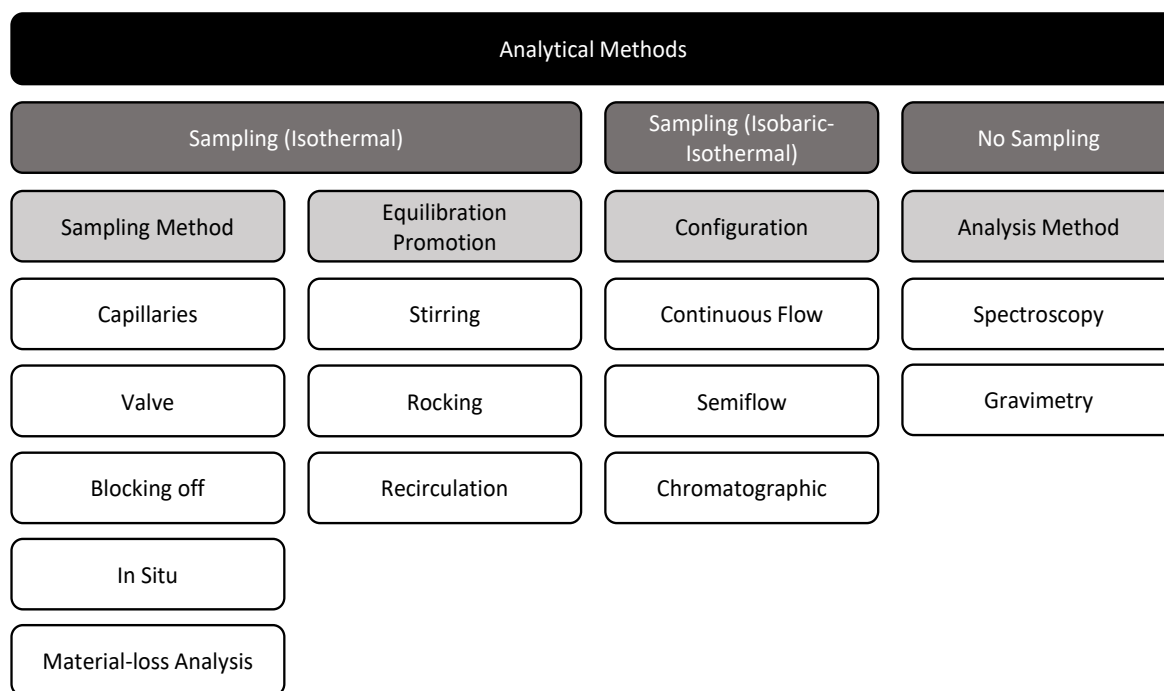 Analytical Methods
Sampling (Isothermal)
Sampling (Isobaric-
Isothermal)
No Sampling
Sampling Method
Equilibration
Promotion
Configuration
Analysis Method
Capillaries
Stirring
Continuous Flow
Spectroscopy
Valve
Rocking
Semiflow
Gravimetry
Blocking off
Recirculation
Chromatographic
In Situ
Material-loss Analysis